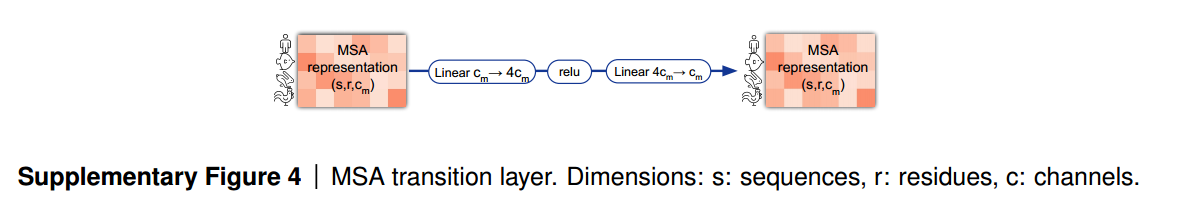 MSA
representation
(s,r,cm)
Linear cm→ 4cm
relu
Linear 4cm→ cm
MSA
representation
(s,r,cm)
Supplementary Figure 4 | MSA transition layer. Dimensions: s: sequences, r: residues, c: channels.